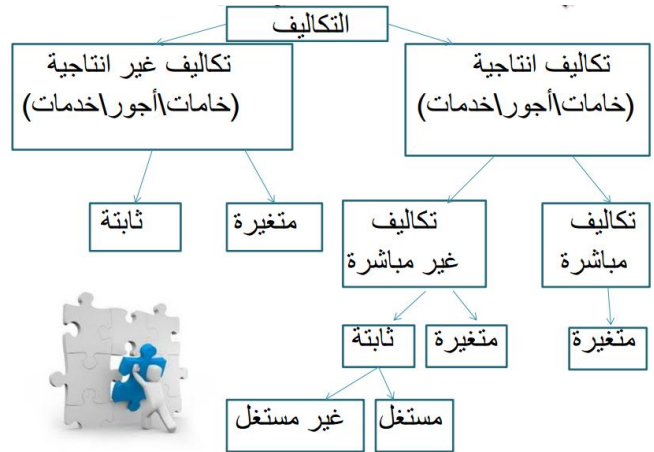 التكاليف
تكاليف انتاجية
(خامات\أجور\خدمات)
تكاليف غير انتاجية
(خامات\أجور\خدمات)
تكاليف
مباشرة
تكاليف
غير مباشرة
متغيرة
ثابتة
متغيرة
متغيرة
ثابتة
مستغل
غير مستغل